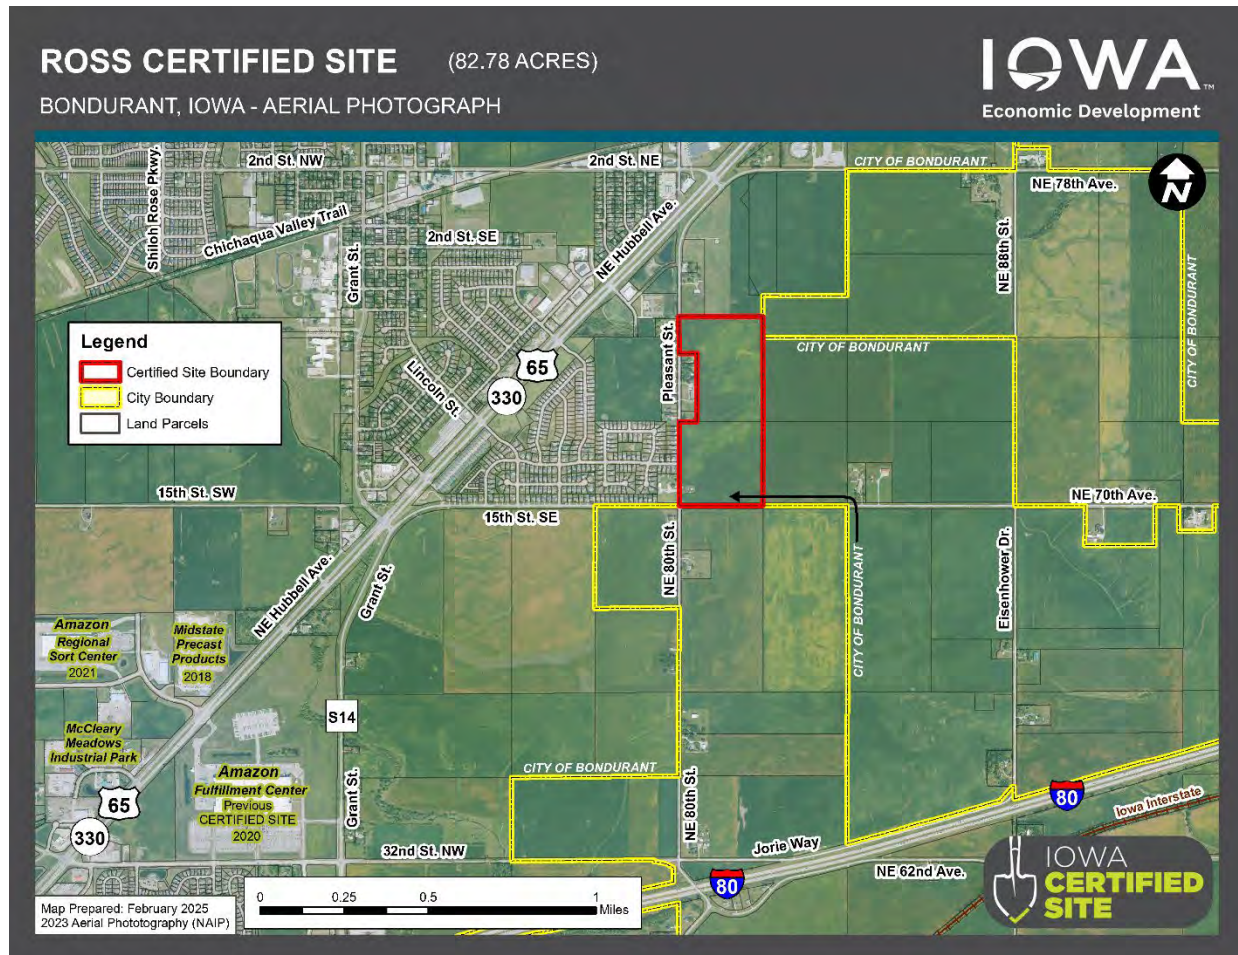 ROSS CERTIFIED SITE (82.78 ACRES)
BONDURANT, IOWA - AERIAL PHOTOGRAPH
IOWA™
Economic Development
2nd St. NW
2nd St. NE
CITY OF BONDURANT
NE 78th Ave.
N
Shiloh Rose Pkwy.
Chichaqua Valley Trail
Grant St.
2nd St. SE
NE Hubbell Ave.
NE 88th St.
CITY OF BONDURANT
Legend
Certified Site Boundary
City Boundary
Land Parcels
Lincoln St.
65
330
Pleasant St.
CITY OF BONDURANT
15th St. SW
15th St. SE
NE 70th Ave.
NE Hubbell Ave.
Grant St.
NE 80th St.
CITY OF BONDURANT
Eisenhower Dr.
Amazon
Regional
Sort Center
2021
Midstate
Precast
Products
2018
S14
McCleary
Meadows
Industrial Park
Amazon
Fulfillment Center
Previous
CERTIFIED SITE
2020
65
330
Grant St.
CITY OF BONDURANT
NE 80th St.
80
Iowa Interstate
32nd St. NW
Jorie Way
NE 62nd Ave.
80
0 0.25 0.5 1
Miles
Map Prepared: February 2025
2023 Aerial Phototography (NAIP)
IOWA
CERTIFIED
SITE